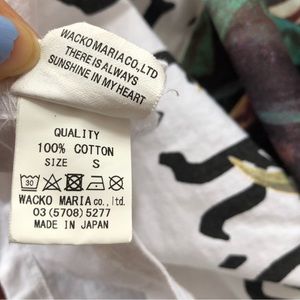 WACKO MARIA CO., LTD
THERE IS ALWAYS
SUNSHINE IN MY HEART
QUALITY
100% COTTON
SIZE S
30
WACKO MARIA co., ltd.
03 (5708) 5277
MADE IN JAPAN